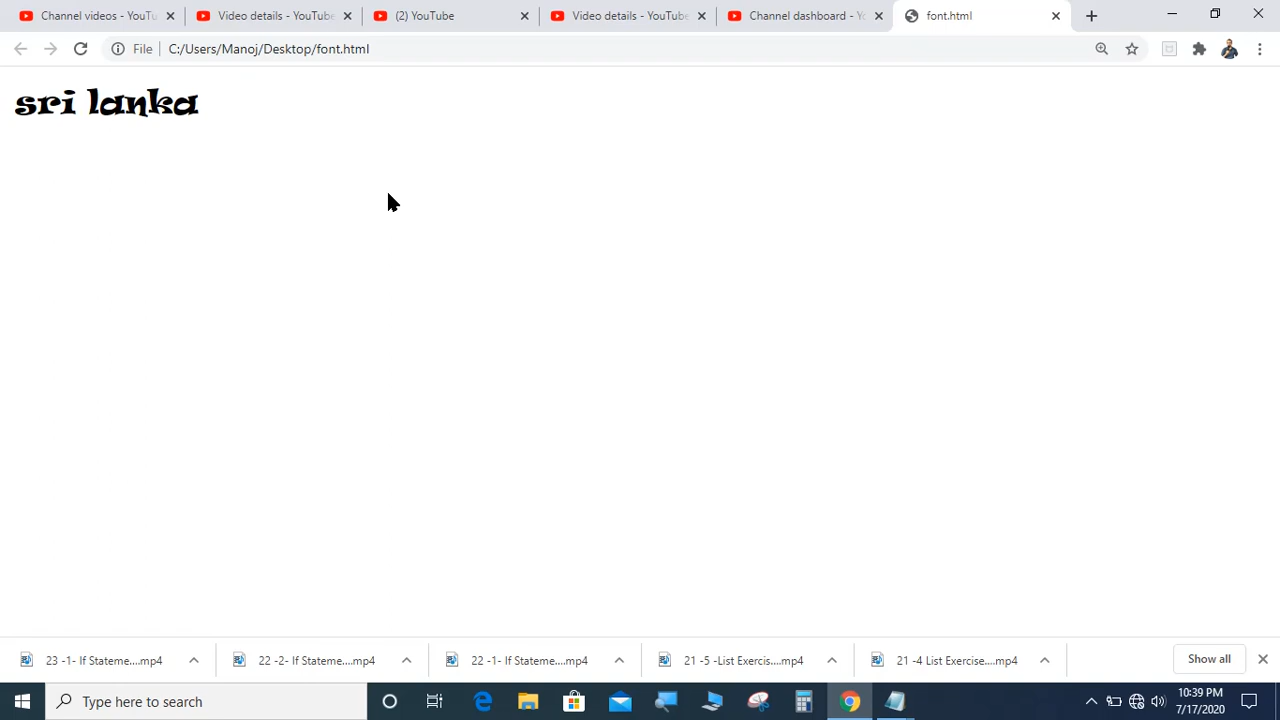 Channel videos - YouTu
Video details - YouTube
(2) YouTube
Video details - YouTube
Channel dashboard - Yo
font.html
File
C:/Users/Manoj/Desktop/font.html
sri lanka
23 -1- If Stateme....mp4
22 -2- If Stateme....mp4
22 -1- If Stateme....mp4
21 -5 -List Exercis....mp4
21 -4 List Exercise....mp4
Show all
Type here to search
10:39 PM
7/17/2020